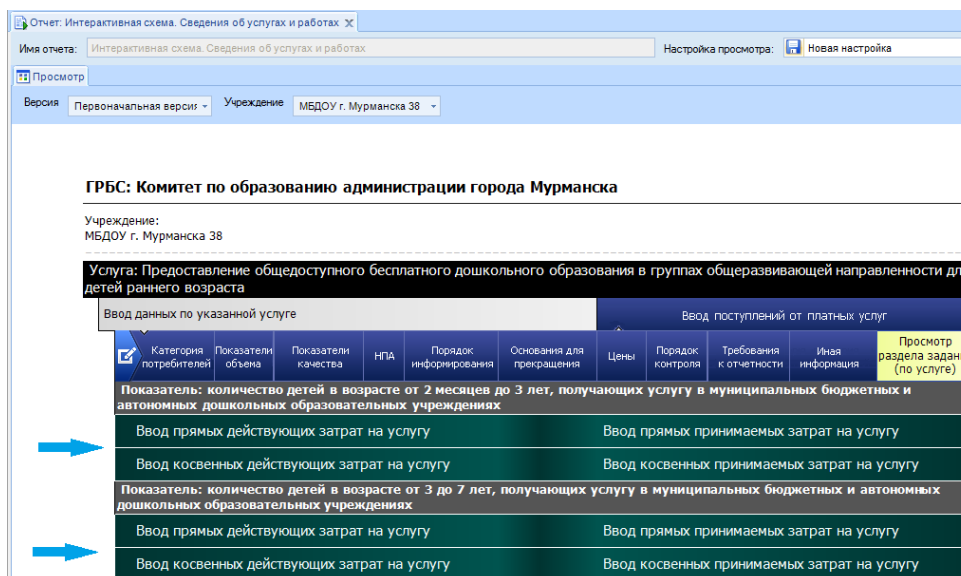 Отчет: Интерактивная схема. Сведения об услугах и работах
Имя отчета: Интерактивная схема. Сведения об услугах и работах Настройка просмотра: Новая настройка
Просмотр
Версия Первоначальная версия Учреждение МБДОУ г. Мурманска 38
ГРБС: Комитет по образованию администрации города Мурманска
Учреждение:
МБДОУ г. Мурманска 38
Услуга: Предоставление общедоступного бесплатного дошкольного образования в группах общеразвивающей направленности дл
детей раннего возраста
Ввод данных по указанной услуге Ввод поступлений от платных услуг
Категория потребителей Показатели объема Показатели качества НПА Порядок информирования Основания для прекращения Цены Порядок контроля Требования к отчетности Иная информация Просмотр раздела задани (по услуге)
Показатель: количество детей в возрасте от 2 месяцев до 3 лет, получающих услугу в муниципальных бюджетных и
автономных дошкольных образовательных учреждениях
Ввод прямых действующих затрат на услугу Ввод прямых принимаемых затрат на услугу
Ввод косвенных действующих затрат на услугу Ввод косвенных принимаемых затрат на услугу
Показатель: количество детей в возрасте от 3 до 7 лет, получающих услугу в муниципальных бюджетных и автономных
дошкольных образовательных учреждениях
Ввод прямых действующих затрат на услугу Ввод прямых принимаемых затрат на услугу
Ввод косвенных действующих затрат на услугу Ввод косвенных принимаемых затрат на услугу